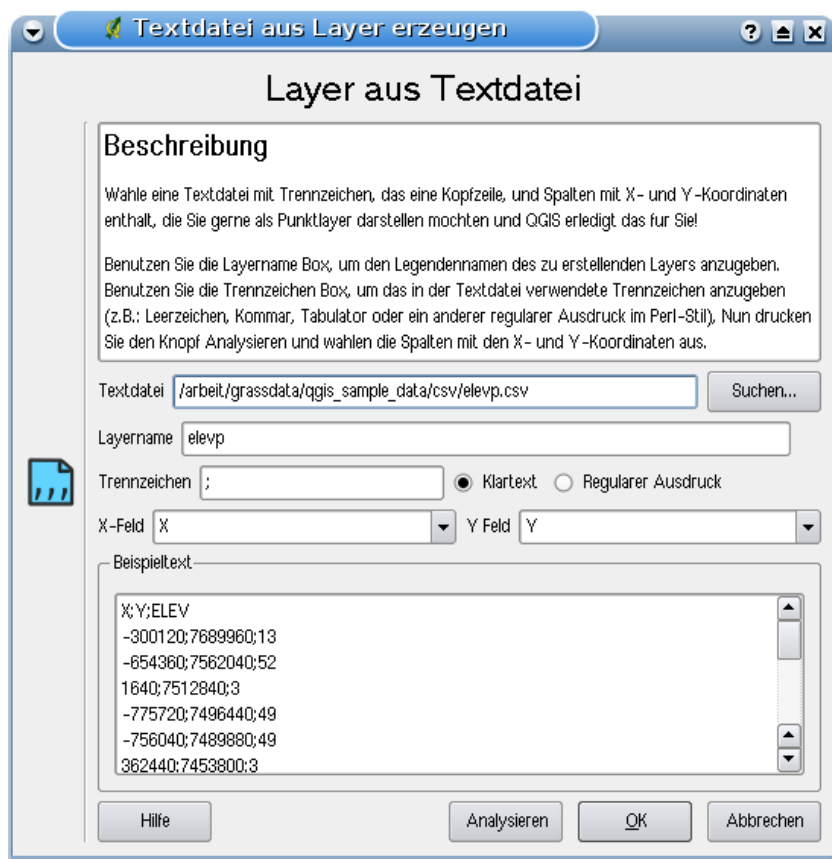 Textdatei aus Layer erzeugen
Layer aus Textdatei
Beschreibung
Wahle eine Textdatei mit Trennzeichen, das eine Kopfzeile, und Spalten mit X- und Y-Koordinaten
enthalt, die Sie gerne als Punktlayer darstellen mochten und QGIS erledigt das fur Sie!
Benutzen Sie die Layername Box, um den Legendennamen des zu erstellenden Layers anzugeben.
Benutzen Sie die Trennzeichen Box, um das in der Textdatei verwendete Trennzeichen anzugeben
(z.B.: Leerzeichen, Kommar, Tabulator oder ein anderer regularer Ausdruck im Perl-Stil), Nun drucken
Sie den Knopf Analysieren und wahlen die Spalten mit den X- und Y-Koordinaten aus.
Textdatei /arbeit/grassdata/qgis_sample_data/csv/elevp.csv Suchen...
Layername elevp
Trennzeichen ; Klartext Regularer Ausdruck
X-Feld X Y Feld Y
Beispieltext
X;Y;ELEV
-300120;7689960;13
-654360;7562040;52
1640;7512840;3
-775720;7496440;49
-756040;7489880;49
362440;7453800;3
Hilfe Analysieren OK Abbrechen